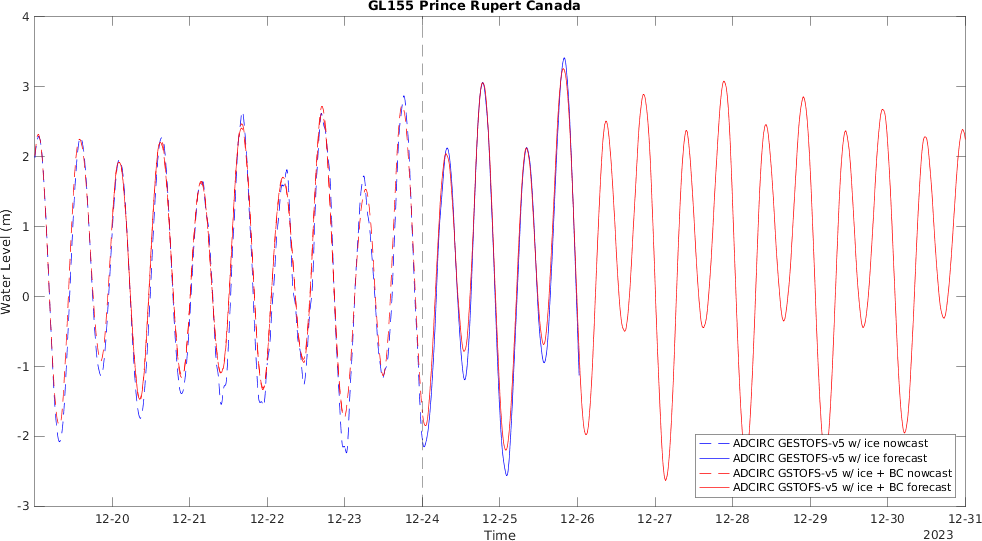 GL155 Prince Rupert Canada
4
3
2
1
0
-1
-2
-3
Water Level (m)
ADCIRC GESTOFS-v5 w/ ice nowcast
ADCIRC GESTOFS-v5 w/ ice forecast
ADCIRC GSTOFS-v5 w/ ice + BC nowcast
ADCIRC GSTOFS-v5 w/ ice + BC forecast
12-20 12-21 12-22 12-23 12-24 12-25 12-26 12-27 12-28 12-29 12-30 12-31
Time
2023